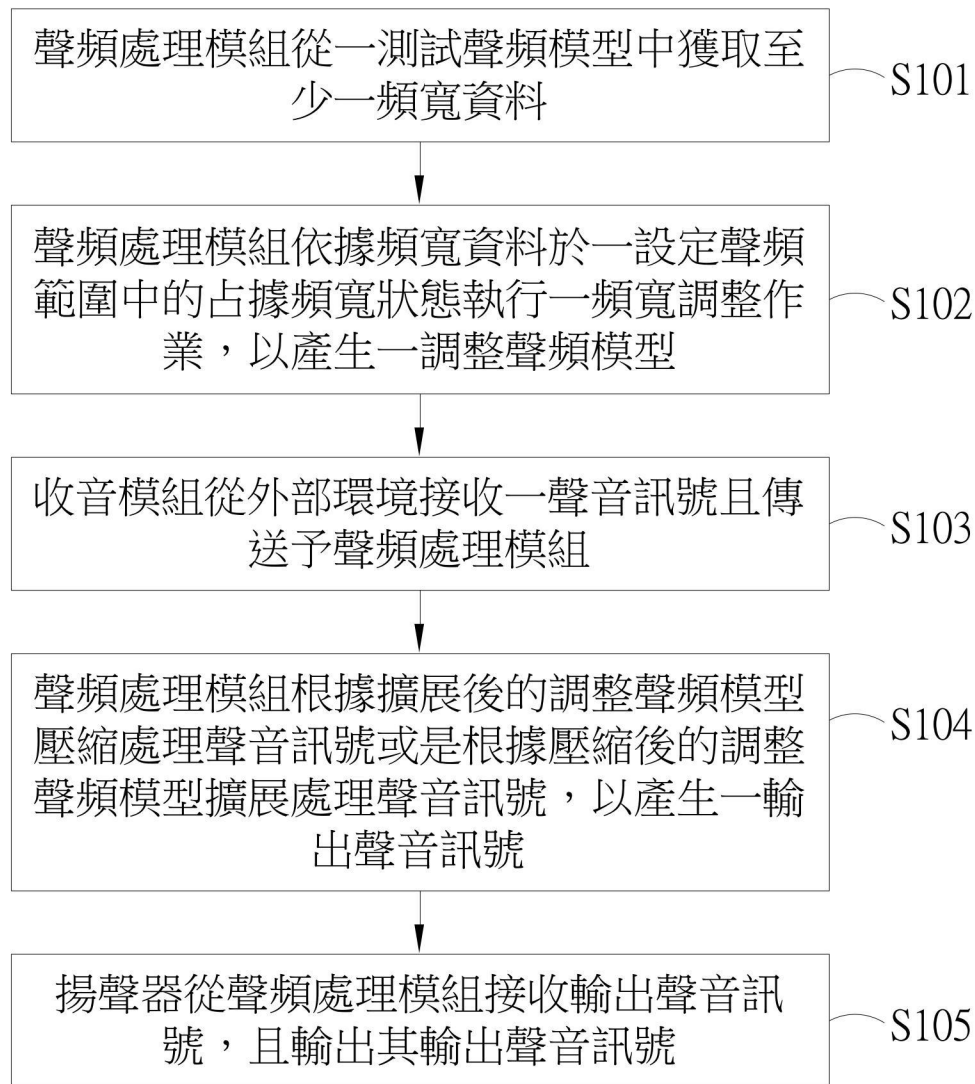 聲頻處理模組從一測試聲頻模型中獲取至
少一頻寬資料
S101
聲頻處理模組依據頻寬資料於一設定聲頻
範圍中的占據頻寬狀態執行一頻寬調整作
業，以產生一調整聲頻模型
S102
收音模組從外部環境接收一聲音訊號且傳
送予聲頻處理模組
S103
聲頻處理模組根據擴展後的調整聲頻模型
壓縮處理聲音訊號或是根據壓縮後的調整
聲頻模型擴展處理聲音訊號，以產生一輸
出聲音訊號
S104
揚聲器從聲頻處理模組接收輸出聲音訊
號，且輸出其輸出聲音訊號
S105